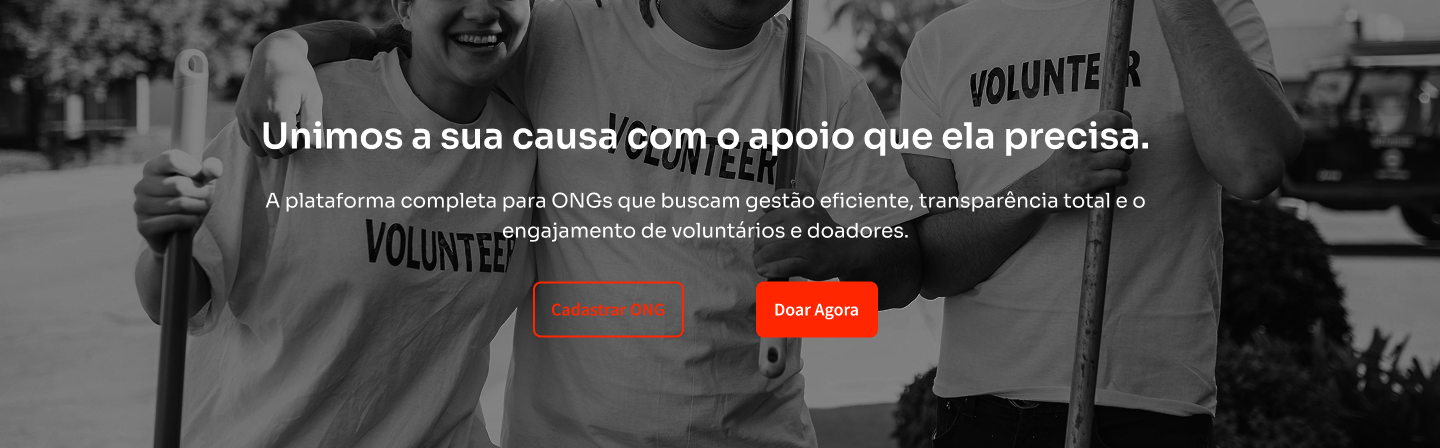 VOLUNTEER
Unimos a sua causa com o apoio que ela precisa.
VOLUNTEER
A plataforma completa para ONGs que buscam gestão eficiente, transparência total e o
engajamento de voluntários e doadores.
VOLUNTEER
Cadastrar ONG
Doar Agora